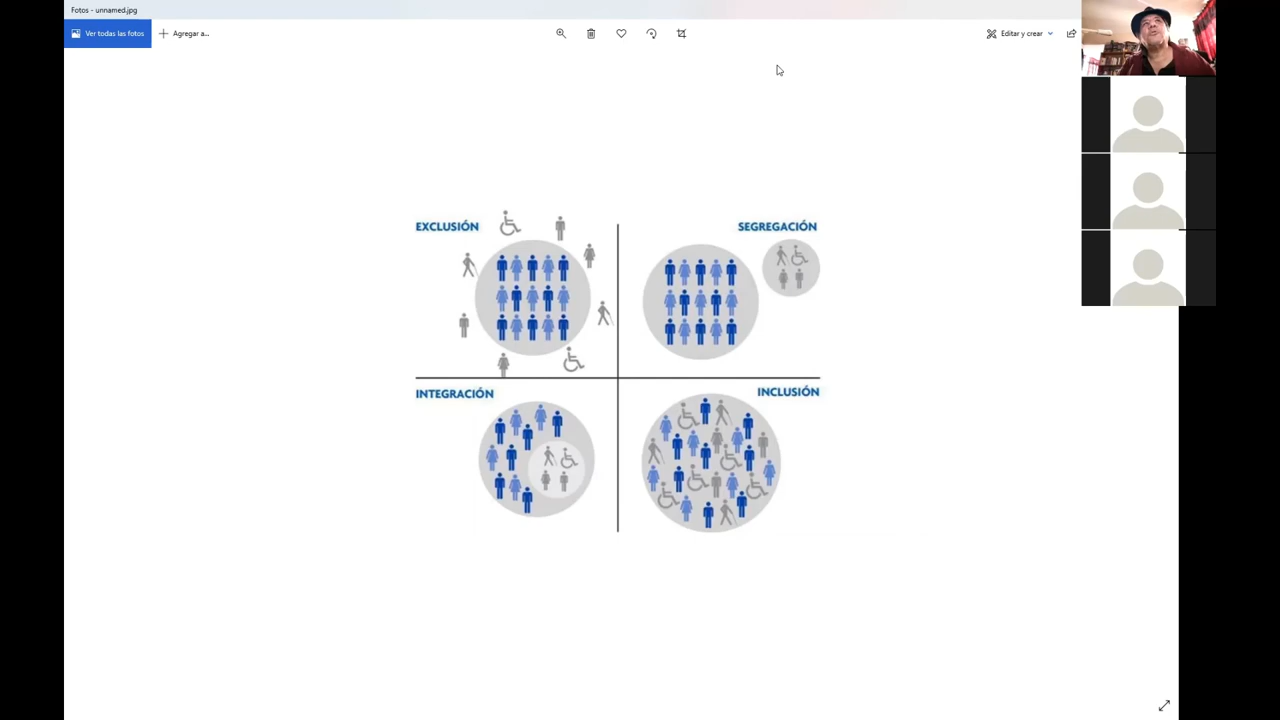 Fotos - unnamed.jpg
Ver todas las fotos
Agregar a...
Editar y crear
EXCLUSIÓN
SEGREGACIÓN
INTEGRACIÓN
INCLUSIÓN